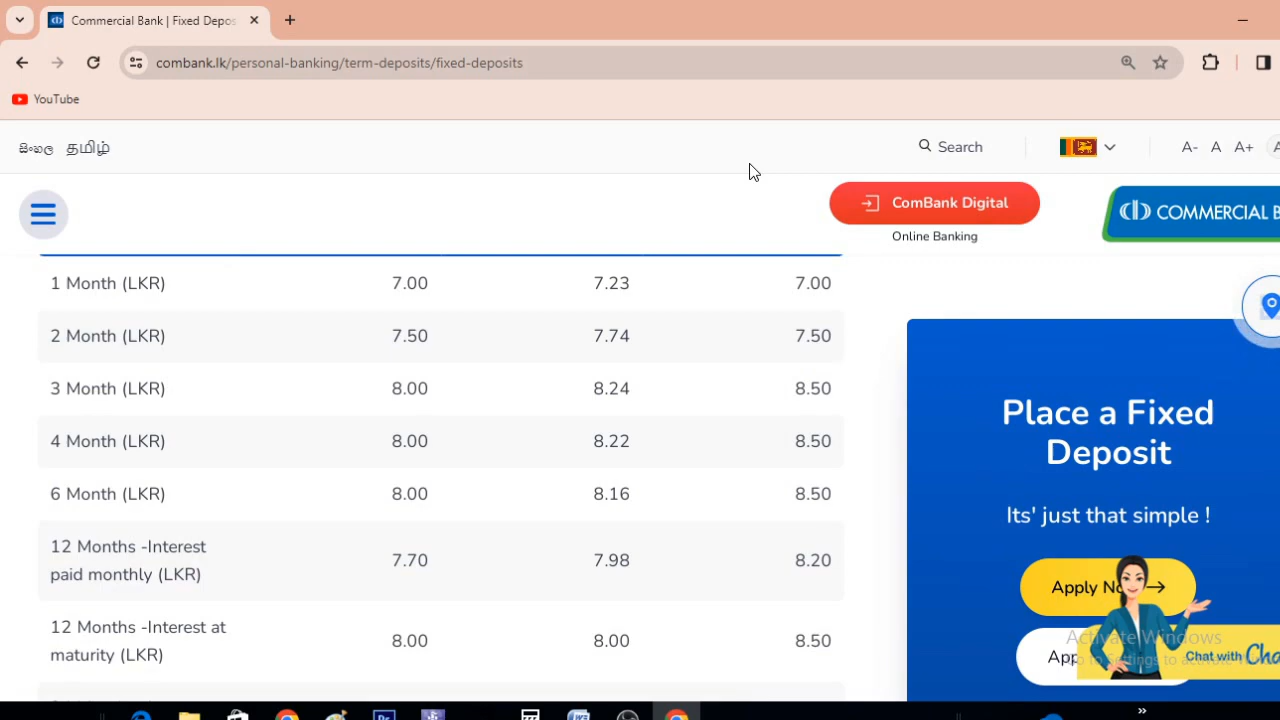 Commercial Bank | Fixed Depos
combank.lk/personal-banking/term-deposits/fixed-deposits
YouTube
සිංහල தமிழ் Search A- A A+
ComBank Digital
Online Banking
COMMERCIAL B
1 Month (LKR) 7.00 7.23 7.00
2 Month (LKR) 7.50 7.74 7.50
3 Month (LKR) 8.00 8.24 8.50
4 Month (LKR) 8.00 8.22 8.50
6 Month (LKR) 8.00 8.16 8.50
12 Months -Interest
paid monthly (LKR) 7.70 7.98 8.20
12 Months -Interest at
maturity (LKR) 8.00 8.00 8.50
Place a Fixed
Deposit
Its' just that simple !
Apply
App
Activate Windows
Chat with